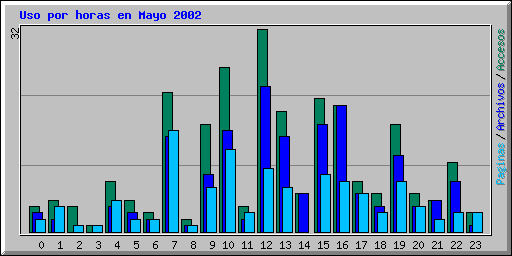 Uso por horas en Mayo 2002
32
Paginas / Archivos / Accesos
0 1 2 3 4 5 6 7 8 9 10 11 12 13 14 15 16 17 18 19 20 21 22 23